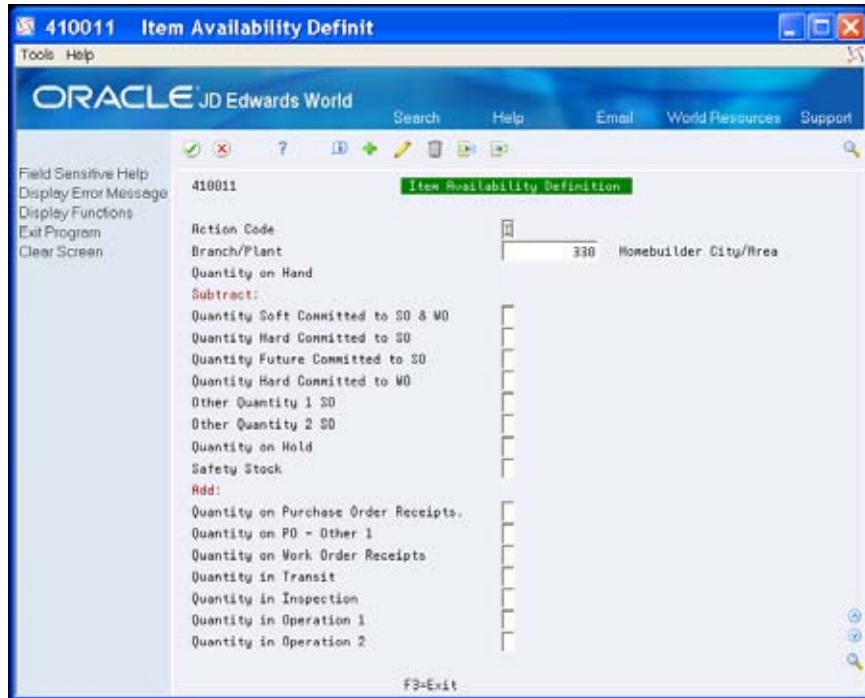 410011 Item Availability Definit
Tools Help
ORACLE JD Edwards World
Search Help Email World Resources Support
Field Sensitive Help
Display Error Message
Display Functions
Exit Program
Clear Screen
410011 Item Availability Definition
Action Code I
Branch/Plant 330 Homebuilder City/Area
Quantity on Hand
Subtract:
Quantity Soft Committed to SO & WO
Quantity Hard Committed to SO
Quantity Future Committed to SO
Quantity Hard Committed to WO
Other Quantity 1 SO
Other Quantity 2 SO
Quantity on Hold
Safety Stock
Add:
Quantity on Purchase Order Receipts.
Quantity on PO - Other 1
Quantity on Work Order Receipts
Quantity in Transit
Quantity in Inspection
Quantity in Operation 1
Quantity in Operation 2
F3=Exit